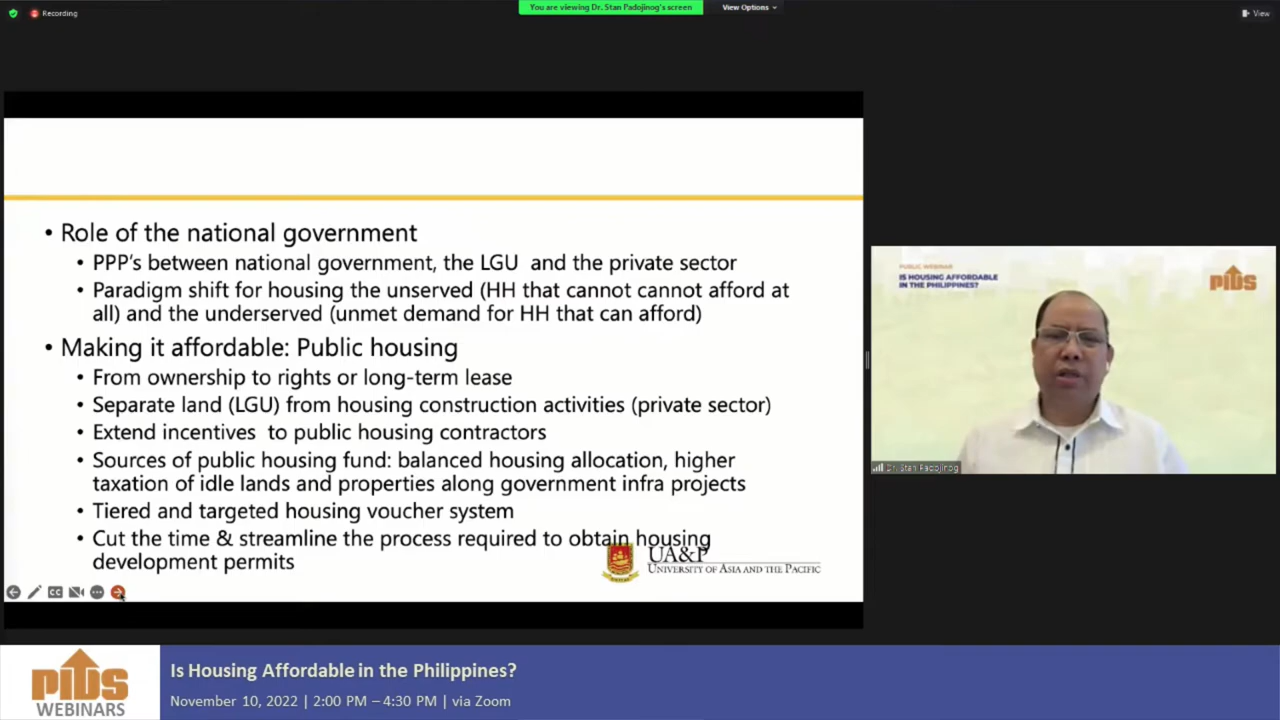 Recording
You are viewing Dr. Stan Padojinog's screen
View Options
View
• Role of the national government
• PPP's between national government, the LGU and the private sector
• Paradigm shift for housing the unserved (HH that cannot cannot afford at
all) and the underserved (unmet demand for HH that can afford)
• Making it affordable: Public housing
• From ownership to rights or long-term lease
• Separate land (LGU) from housing construction activities (private sector)
• Extend incentives to public housing contractors
• Sources of public housing fund: balanced housing allocation, higher
taxation of idle lands and properties along government infra projects
• Tiered and targeted housing voucher system
• Cut the time & streamline the process required to obtain housing
development permits
UA&P
UNIVERSITY OF ASIA AND THE PACIFIC
CC
PUBLIC WEBINAR
IS HOUSING AFFORDABLE
IN THE PHILIPPINES?
PIDS
Dr. Stan Padojinog
PIDS
WEBINARS
Is Housing Affordable in the Philippines?
November 10, 2022 | 2:00 PM – 4:30 PM | via Zoom